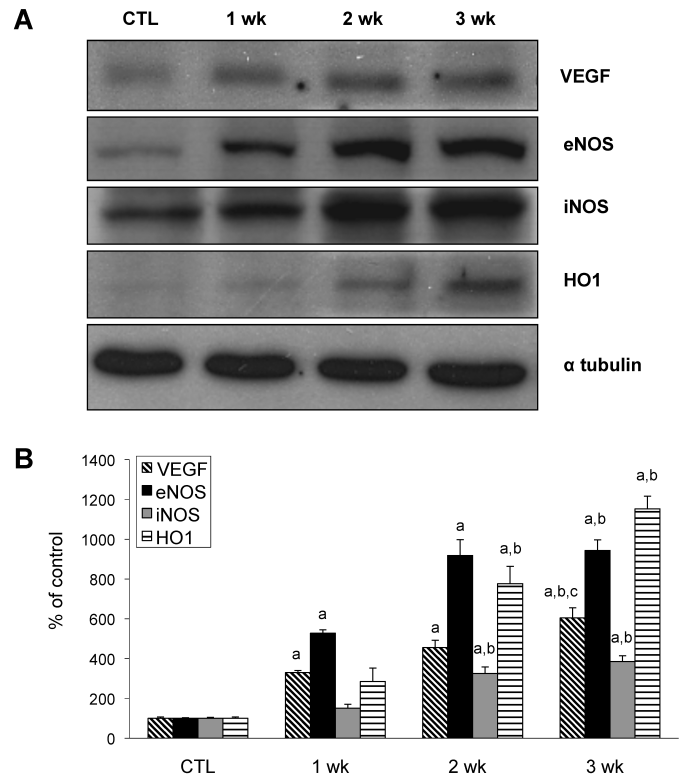 A
CTL 1 wk 2 wk 3 wk
VEGF
eNOS
iNOS
HO1
α tubulin
B
% of control
1400
1200
1000
800
600
400
200
0
VEGF
eNOS
iNOS
HO1
a
a
a
a
a,b
a,b
a,b,c
a,b
a,b
a,b
CTL 1 wk 2 wk 3 wk